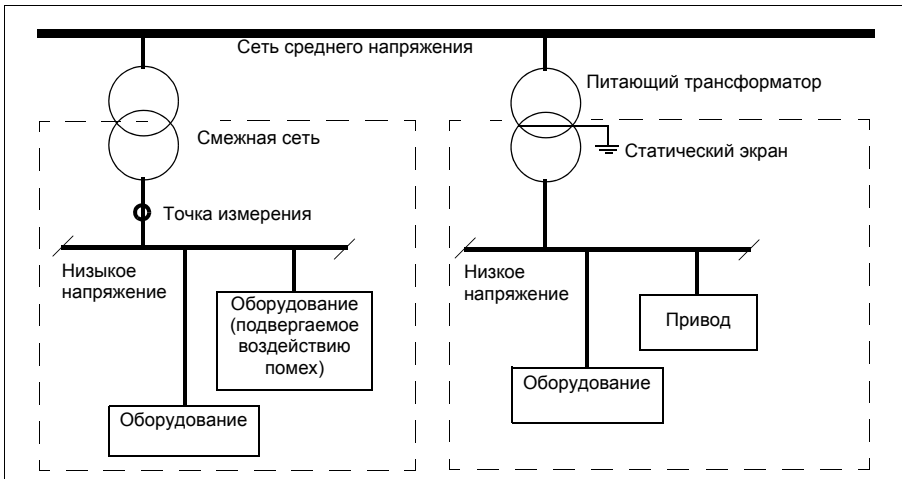 Сеть среднего напряжения
Питающий трансформатор
Смежная сеть
Статический экран
Точка измерения
Низыкое
напряжение
Оборудование
(подвергаемое
воздействию
помех)
Оборудование
Низкое
напряжение
Привод
Оборудование